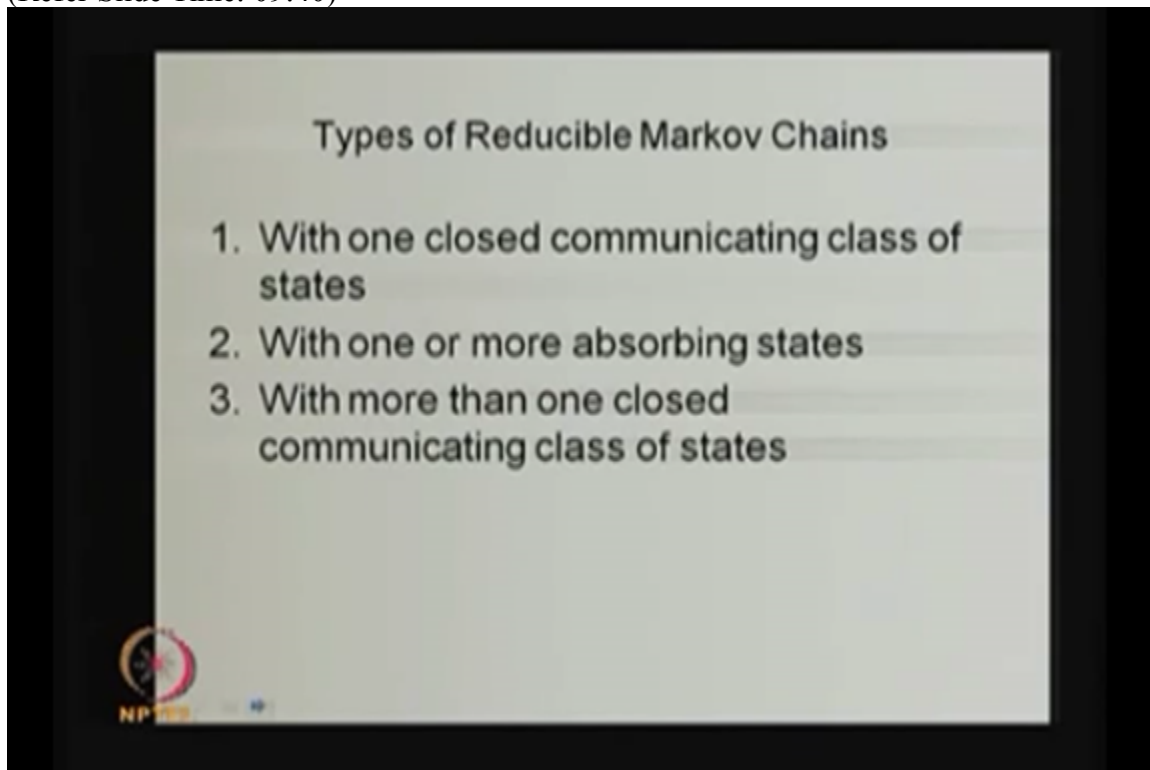 Types of Reducible Markov Chains
1. With one closed communicating class of
states
2. With one or more absorbing states
3. With more than one closed
communicating class of states